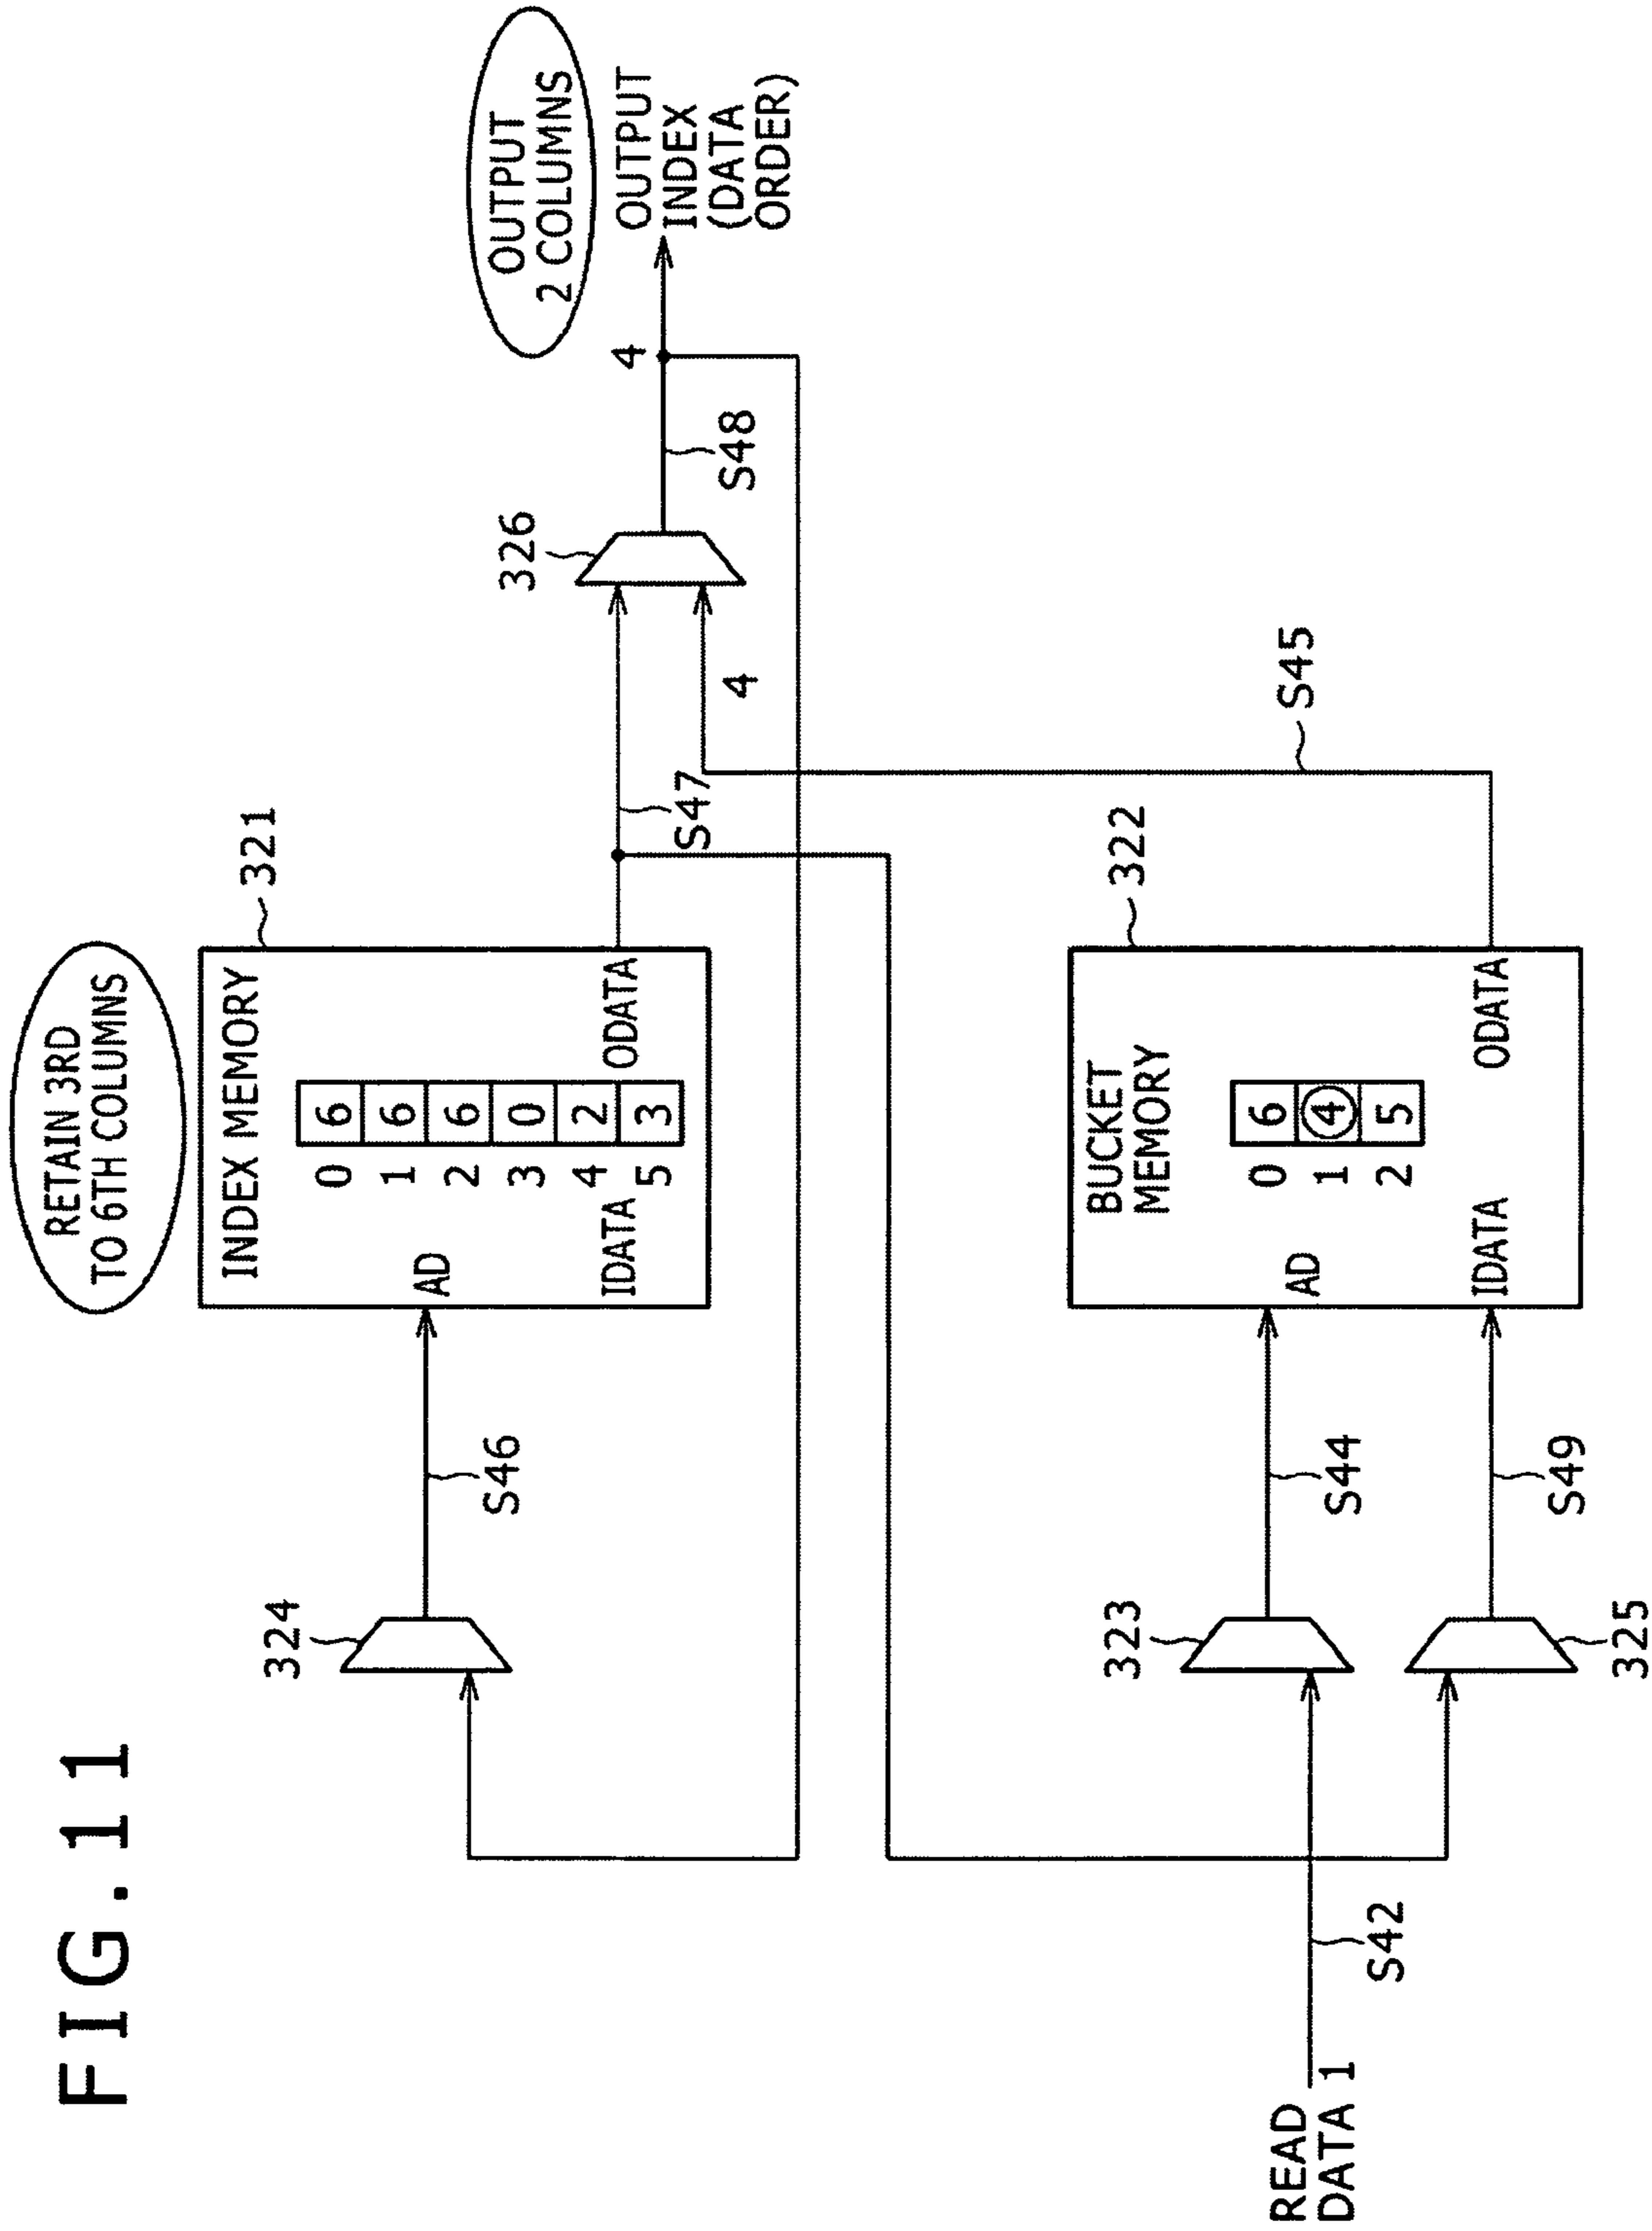 FIG.11
RETAIN 3RD
TO 6TH COLUMNS
OUTPUT
2 COLUMNS
324
S46
321
INDEX MEMORY
AD
0 6
1 6
2 6
3 0
4 2
5 3
IDATA
ODATA
S47
326
4
S48
4
OUTPUT
INDEX
(DATA
ORDER)
READ
DATA 1
S42
323
S44
325
S49
322
BUCKET
MEMORY
AD
0 6
1 4
2 5
IDATA
ODATA
S45